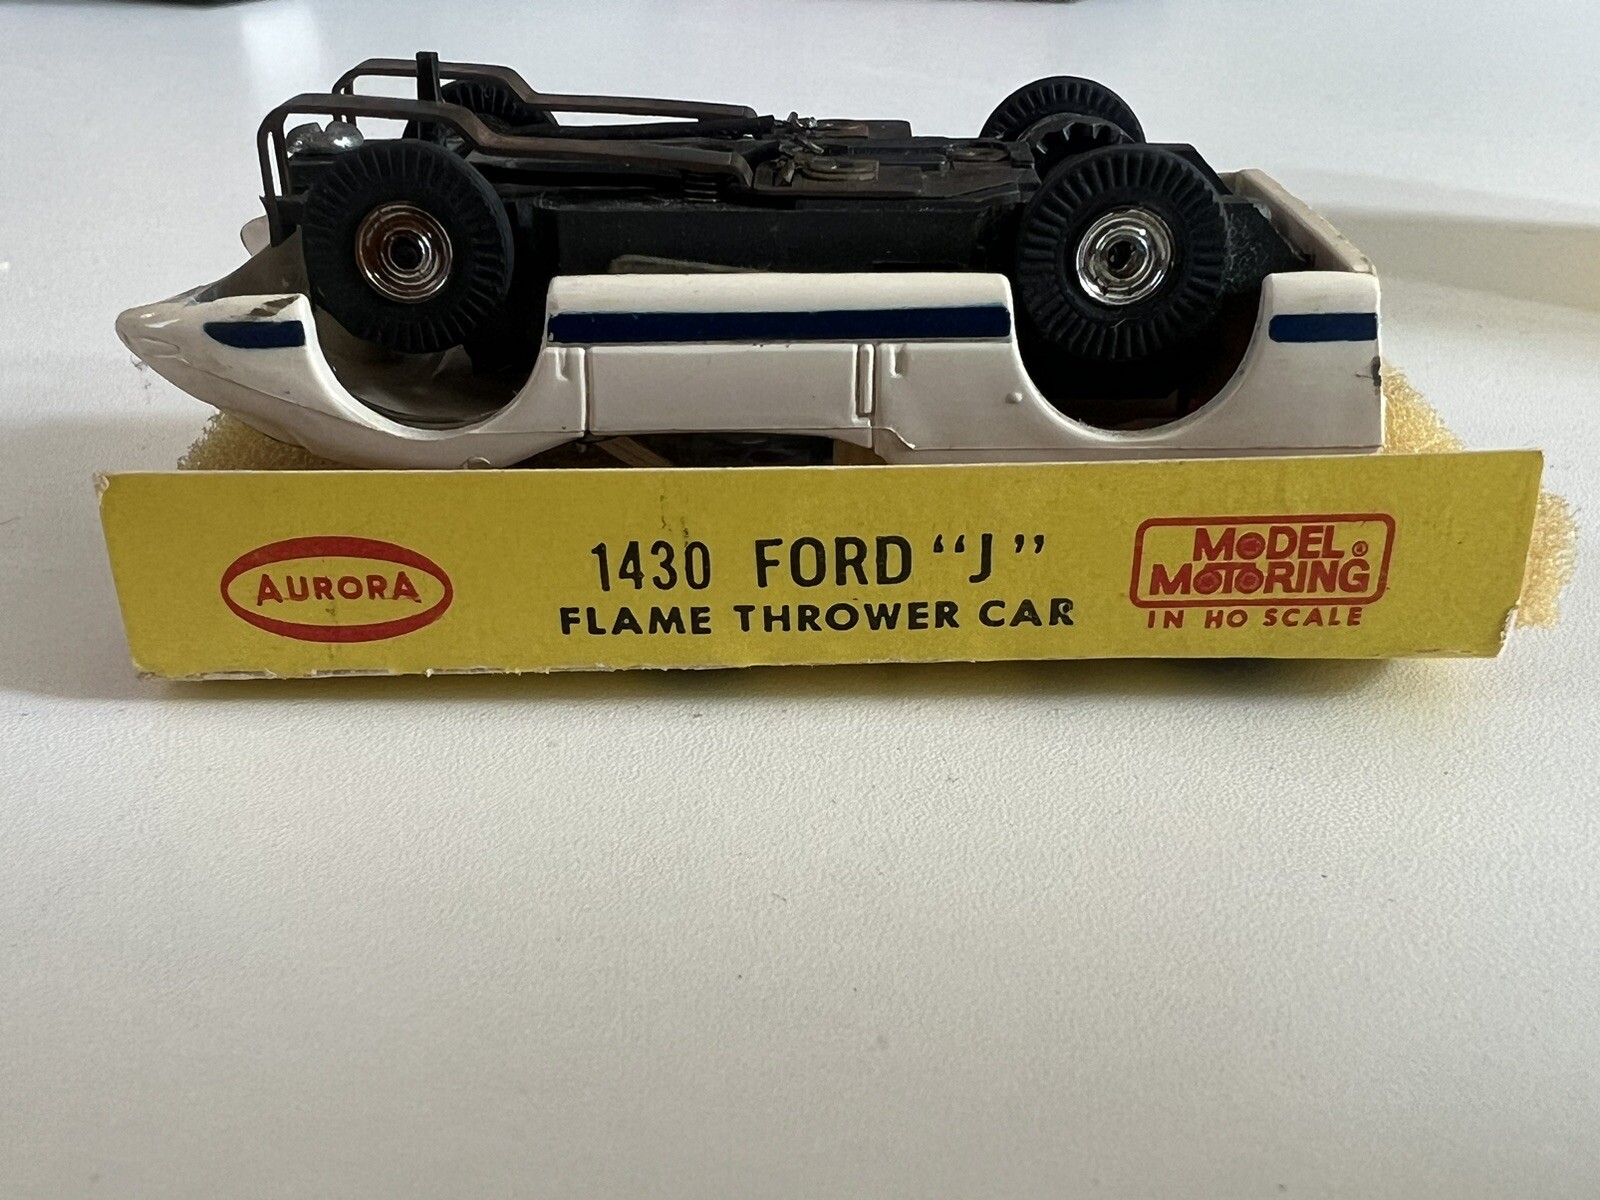 AURORA
1430 FORD “J”
FLAME THROWER CAR
MODEL ®
MOTORING
IN HO SCALE